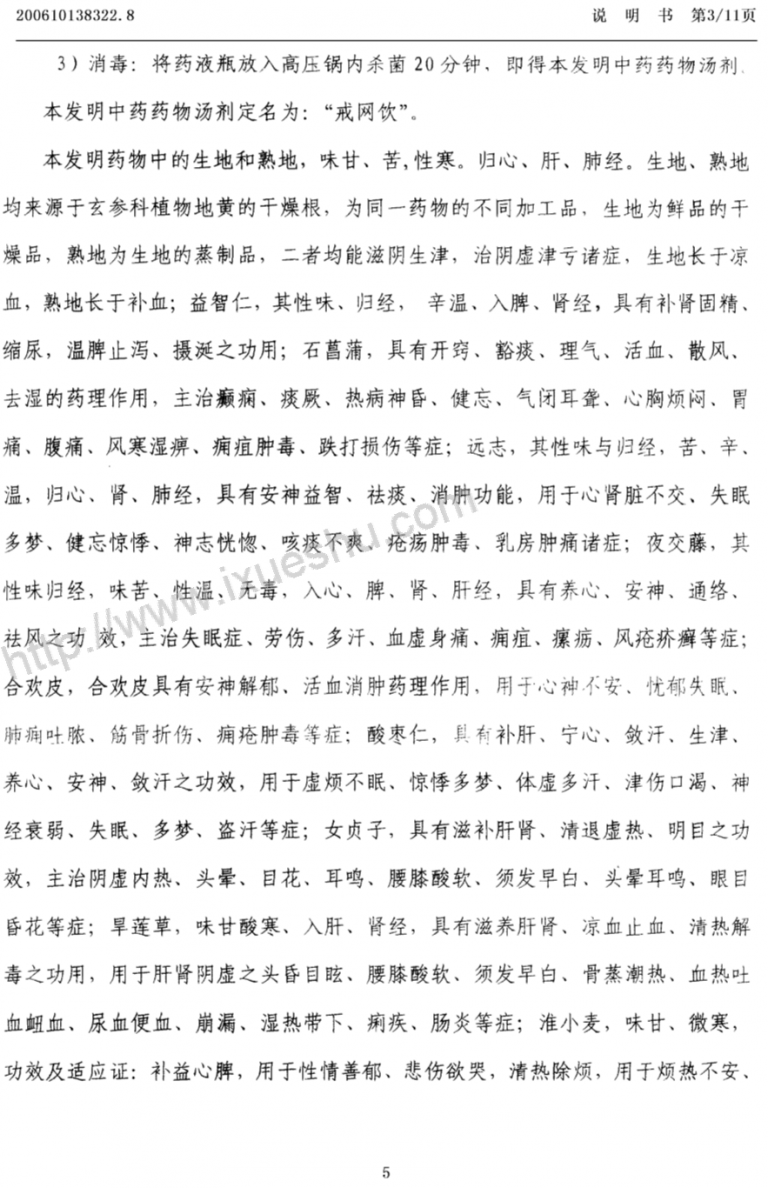 200610138322.8 说 明 书 第3/11页
3）消毒：将药液瓶放入高压锅内杀菌20分钟，即得本发明中药药物汤剂、
本发明中药药物汤剂定名为：“戒网饮”。
本发明药物中的生地和熟地，味甘、苦,性寒。归心、肝、肺经。生地、熟地
均来源于玄参科植物地黄的干燥根，为同一药物的不同加工品，生地为鲜品的干
燥品，熟地为生地的蒸制品，二者均能滋阴生津，治阴虚津亏诸症，生地长于凉
血，熟地长于补血；益智仁，其性味、归经， 辛温、入脾、肾经，具有补肾固精、
缩尿，温脾止泻、摄涎之功用；石菖蒲，具有开窍、豁痰、理气、活血、散风、
去湿的药理作用，主治癫痫、痰厥、热病神昏、健忘、气闭耳聋、心胸烦闷、胃
痛、腹痛、风寒湿痹、痈疽肿毒、跌打损伤等症；远志，其性味与归经，苦、辛、
温，归心、肾、肺经，具有安神益智、祛痰、消肿功能，用于心肾脏不交、失眠
多梦、健忘惊悸、神志恍惚、咳痰不爽、疮疡肿毒、乳房肿痛诸症；夜交藤，其
性味归经，味苦、性温、无毒，入心、脾、肾、肝经，具有养心、安神、通络、
祛风之功 效，主治失眠症、劳伤、多汗、血虚身痛、痈疽、瘰疬、风疮疥癣等症；
合欢皮，合欢皮具有安神解郁、活血消肿药理作用，用于心神不安、忧郁失眠、
肺痈吐脓、筋骨折伤、痈疮肿毒等症；酸枣仁，具有补肝、宁心、敛汗、生津、
养心、安神、敛汗之功效，用于虚烦不眠、惊悸多梦、体虚多汗、津伤口渴、神
经衰弱、失眠、多梦、盗汗等症；女贞子，具有滋补肝肾、清退虚热、明目之功
效，主治阴虚内热、头晕、目花、耳鸣、腰膝酸软、须发早白、头晕耳鸣、眼目
昏花等症；旱莲草，味甘酸寒、入肝、肾经，具有滋养肝肾、凉血止血、清热解
毒之功用，用于肝肾阴虚之头昏目眩、腰膝酸软、须发早白、骨蒸潮热、血热吐
血衄血、尿血便血、崩漏、湿热带下、痢疾、肠炎等症；淮小麦，味甘、微寒，
功效及适应证：补益心脾，用于性情善郁、悲伤欲哭，清热除烦，用于烦热不安、
5
http://www.ixueshu.com